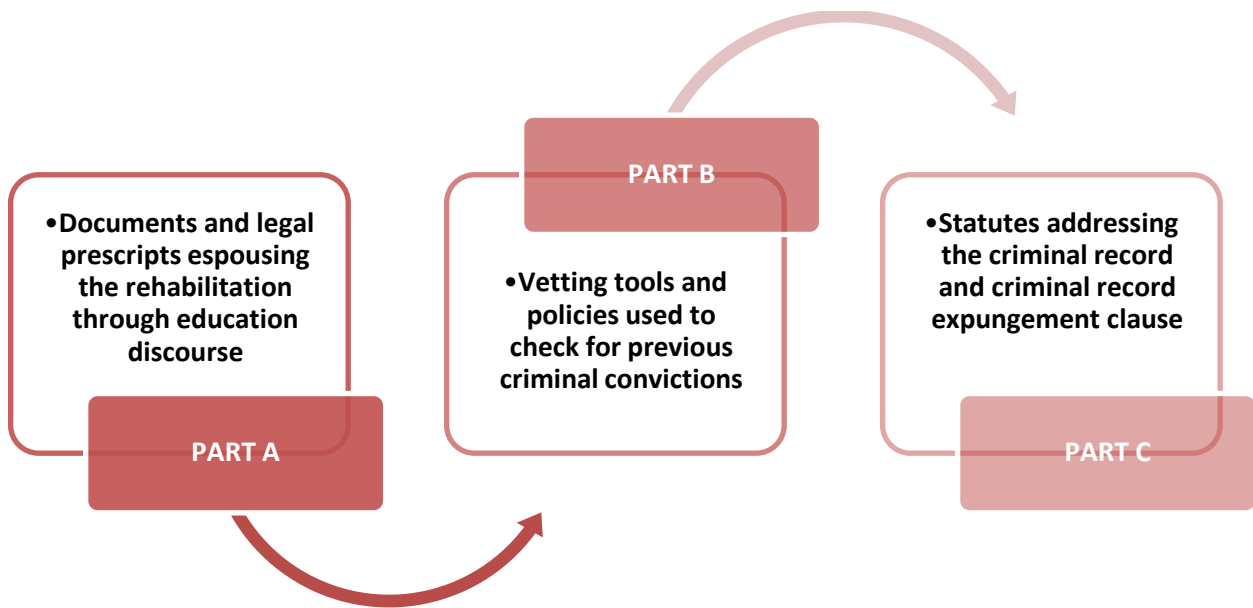 •Documents and legal
prescripts espousing
the rehabilitation
through education
discourse
PART A
PART B
•Vetting tools and
policies used to
check for previous
criminal convictions
•Statutes addressing
the criminal record
and criminal record
expungement clause
PART C